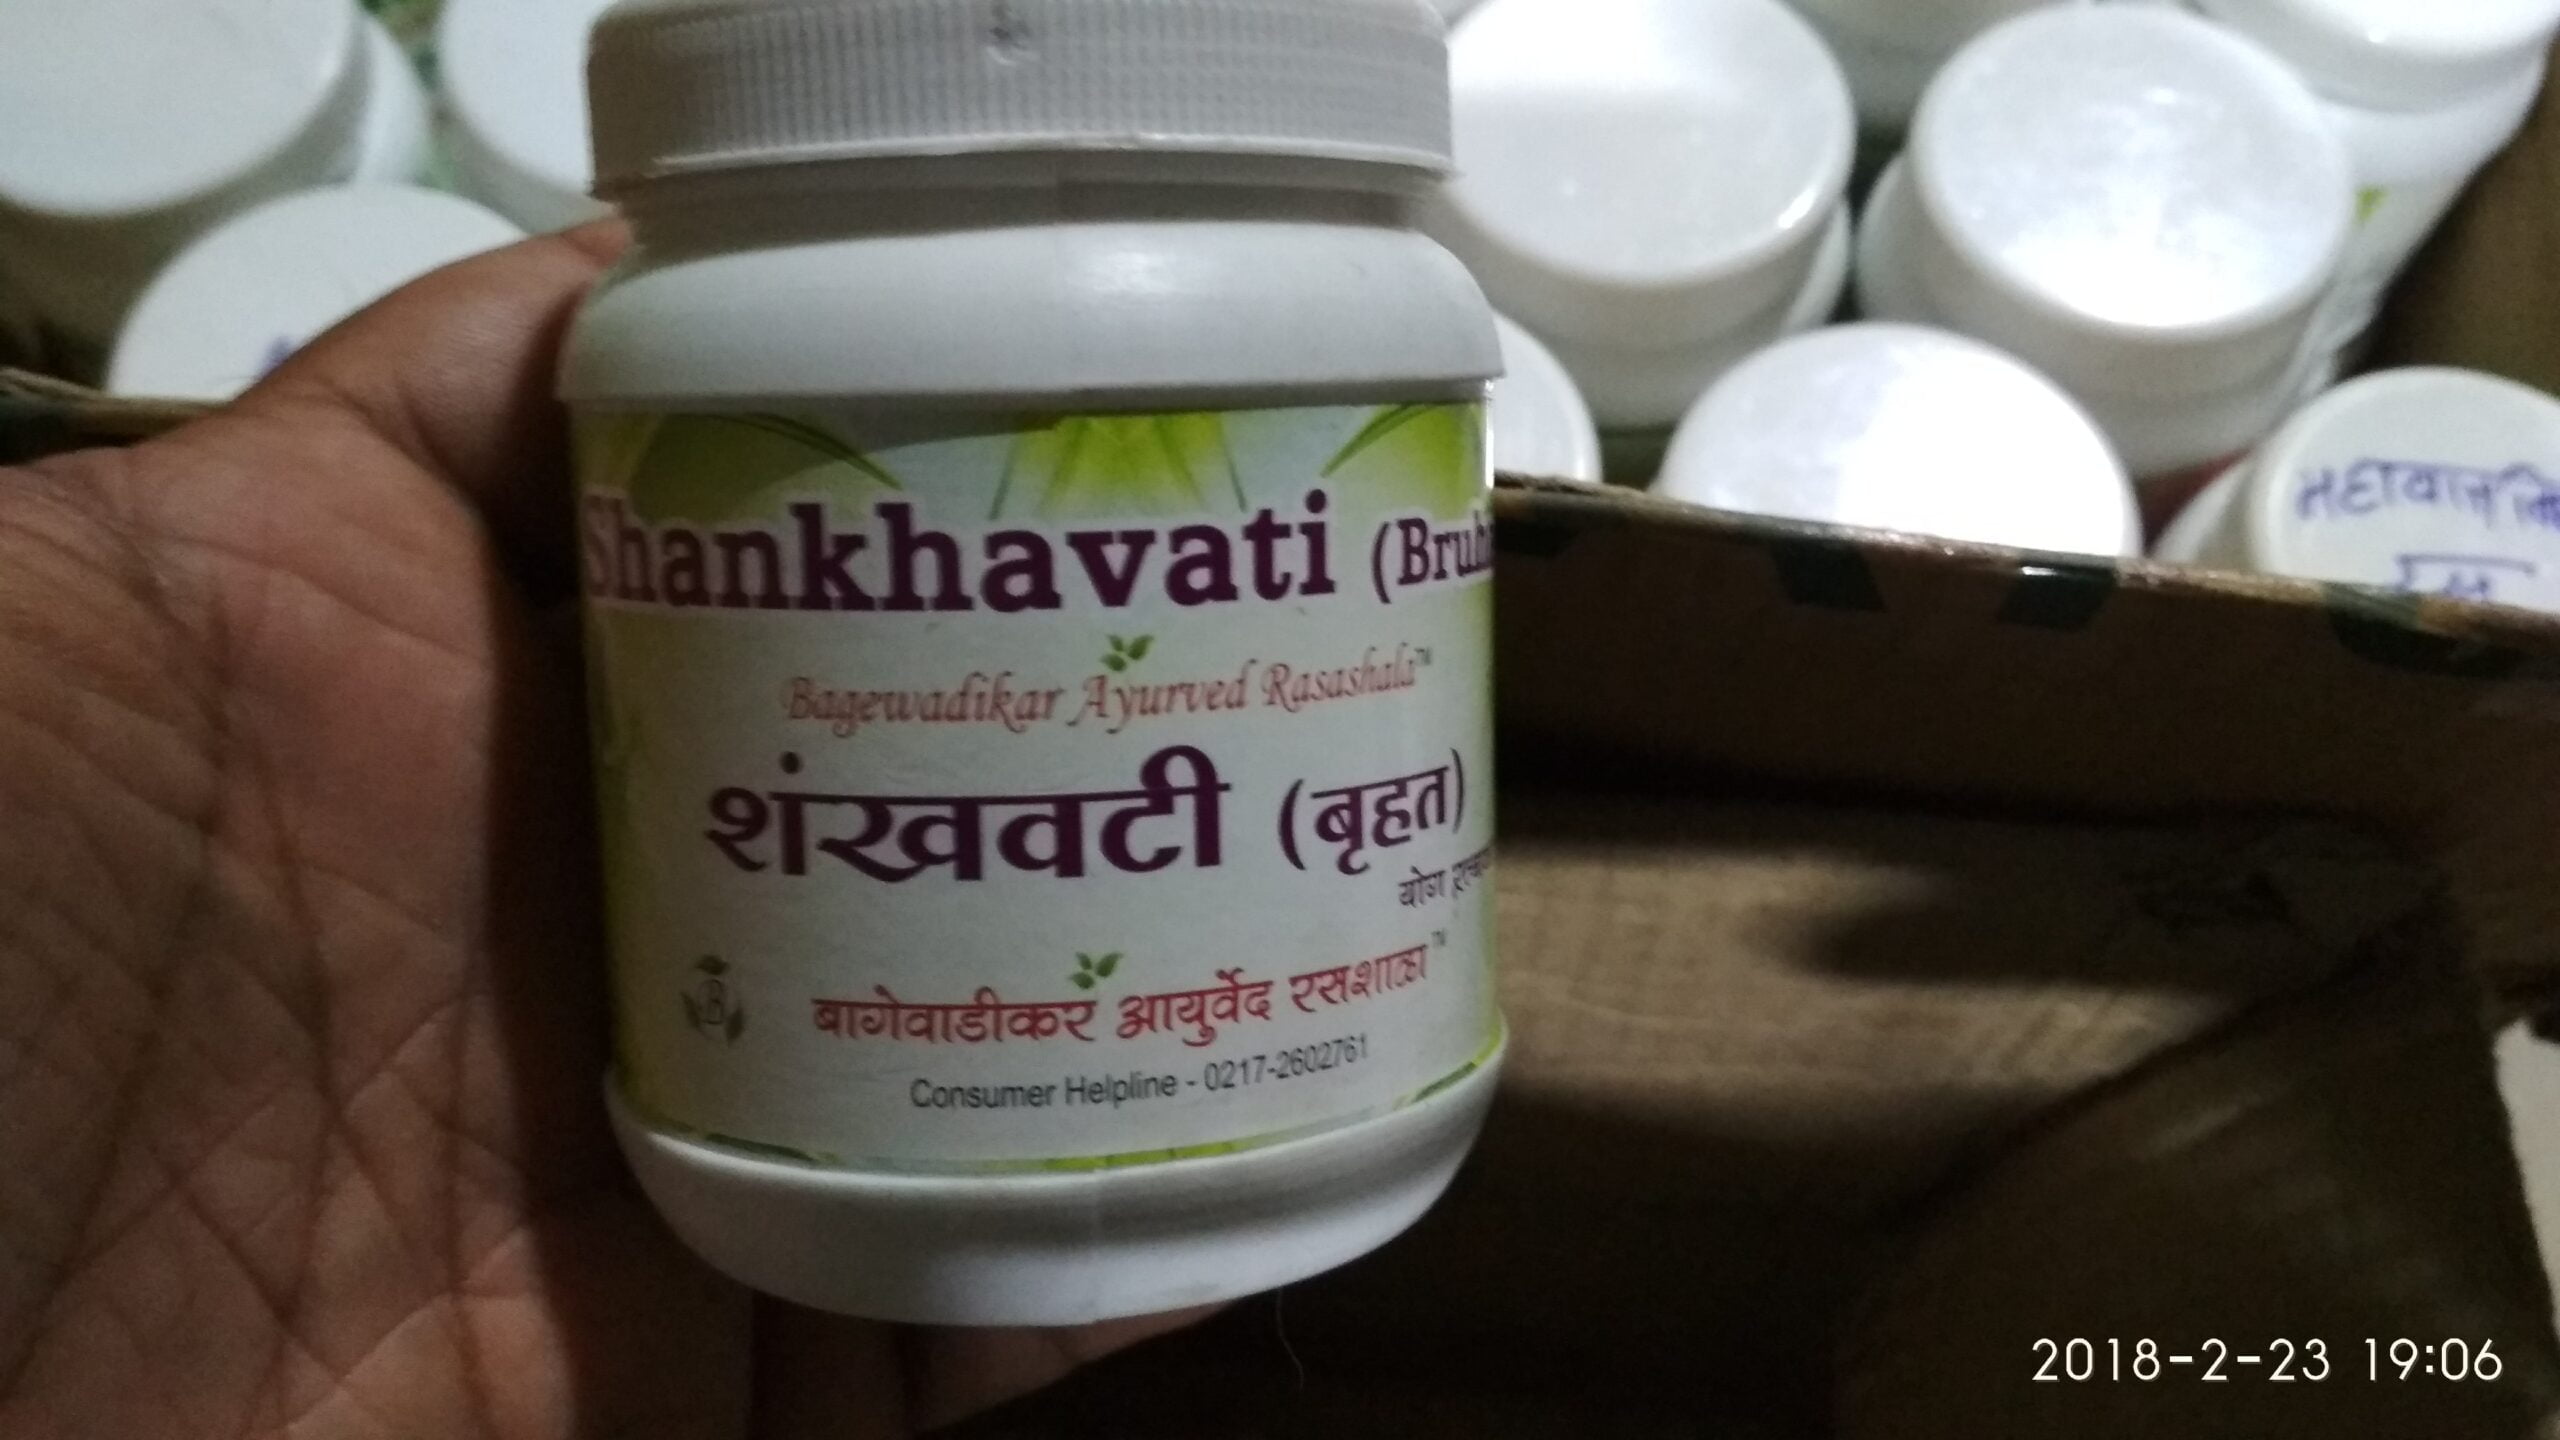 Shankhavati
Bagewadikar Ayurved Rasashala™
शंखवटी (बृहत)
योग
B
बागेवाडीकर आयुर्वेद रसशाळा™
Consumer Helpline - 0217-2602761
2018-2-23 19:06